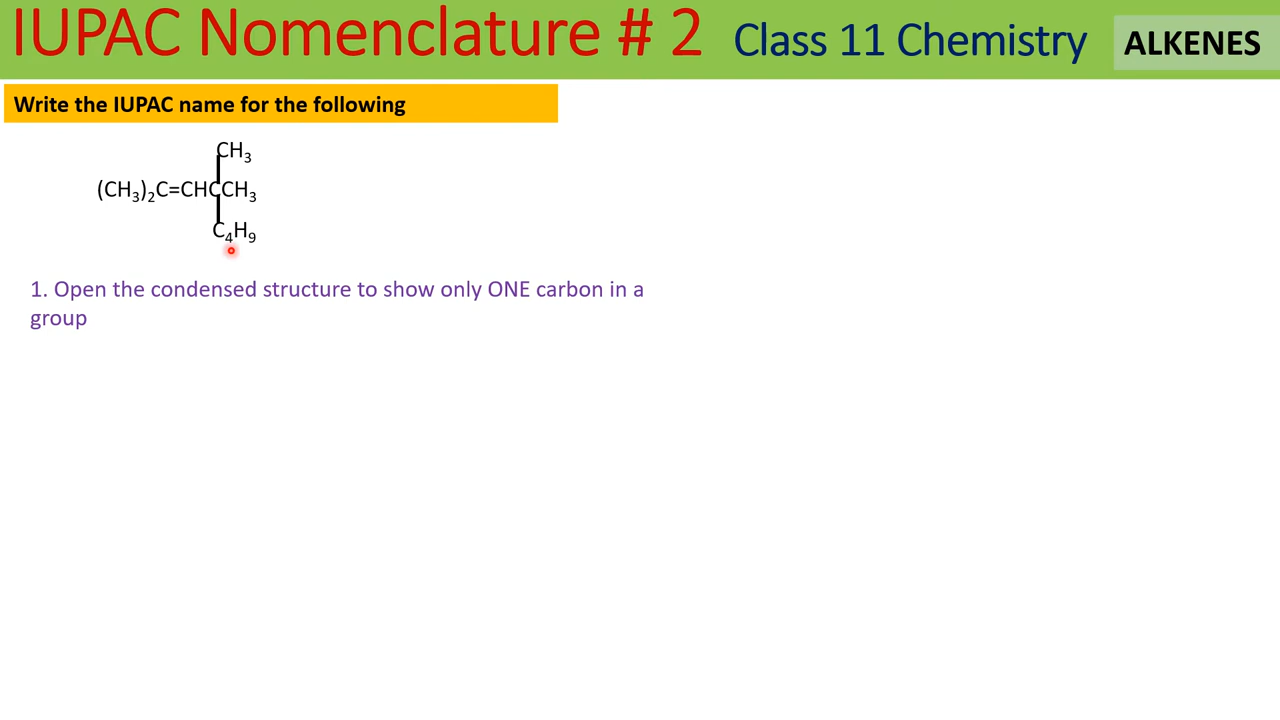 IUPAC Nomenclature # 2 Class 11 Chemistry ALKENES
Write the IUPAC name for the following
CH₃
(CH₃)₂C=CHCCH₃
C₄H₉
1. Open the condensed structure to show only ONE carbon in a
group